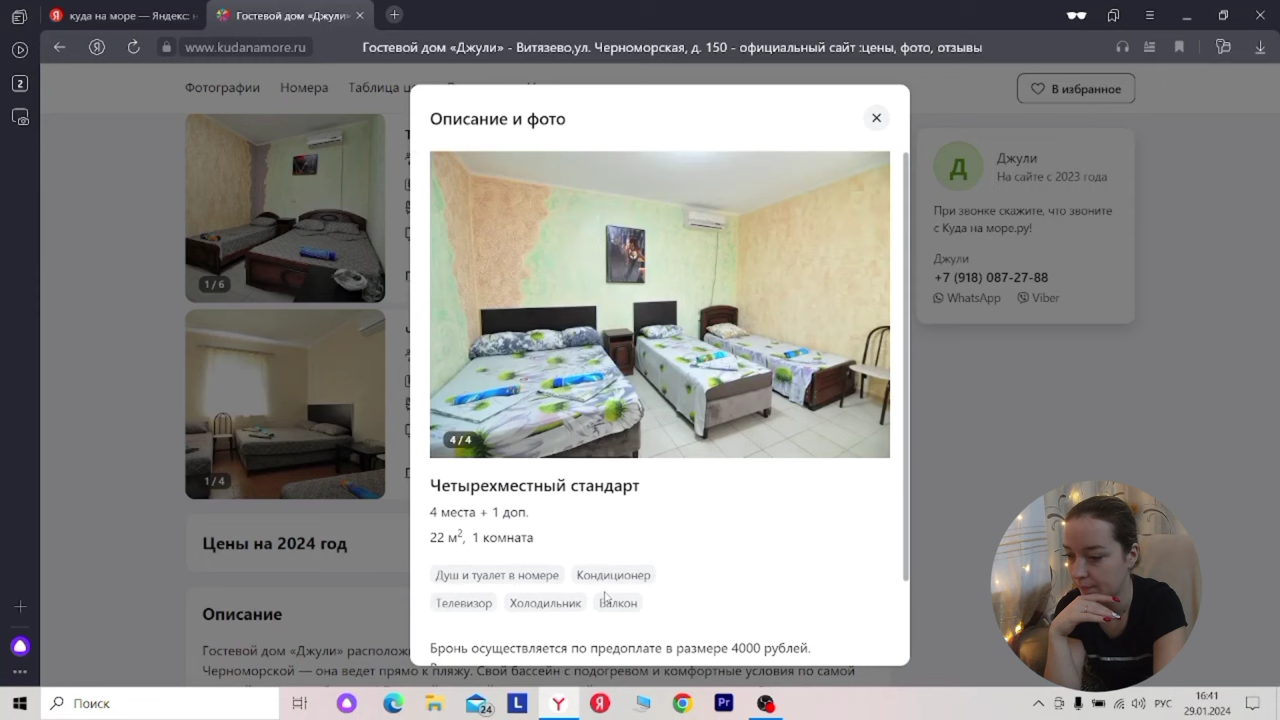 куда на море — Яндекс: н
Гостевой дом «Джули»
www.kudanamore.ru
Гостевой дом «Джули» - Витязево,ул. Черноморская, д. 150 - официальный сайт :цены, фото, отзывы
2
Фотографии
Номера
Таблица ц
В избранное
1 / 6
1 / 4
Цены на 2024 год
Описание
Гостевой дом «Джули» располож
Черноморской — она ведет прямо к пляжу. Свой бассейн с подогревом и комфортные условия по самой
Описание и фото
4 / 4
Четырехместный стандарт
4 места + 1 доп.
22 м², 1 комната
Душ и туалет в номере
Кондиционер
Телевизор
Холодильник
Балкон
Бронь осуществляется по предоплате в размере 4000 рублей.
Д
Джули
На сайте с 2023 года
При звонке скажите, что звоните
с Куда на море.ру!
Джули
+7 (918) 087-27-88
WhatsApp
Viber
Поиск
24
L
Y
Я
Pr
РУС
16:41
29.01.2024